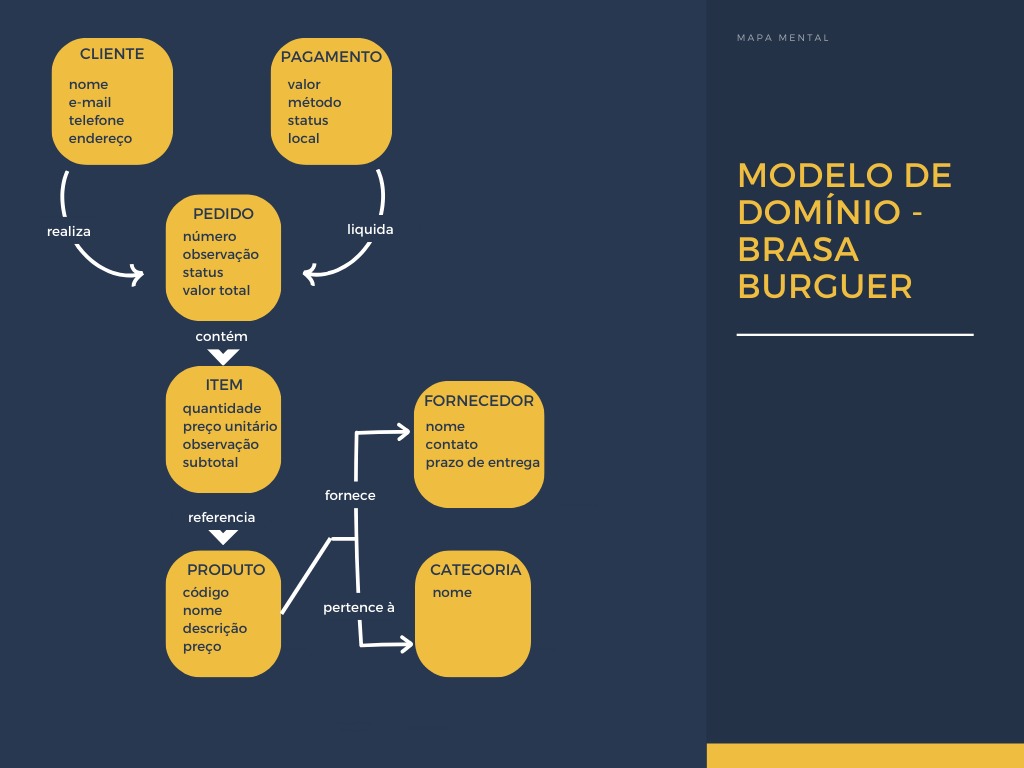 CLIENTE
nome
e-mail
telefone
endereço
PAGAMENTO
valor
método
status
local
realiza
liquida
PEDIDO
número
observação
status
valor total
contém
ITEM
quantidade
preço unitário
observação
subtotal
referencia
PRODUTO
código
nome
descrição
preço
fornece
FORNECEDOR
nome
contato
prazo de entrega
pertence à
CATEGORIA
nome
MAPA MENTAL
MODELO DE
DOMÍNIO -
BRASA
BURGUER